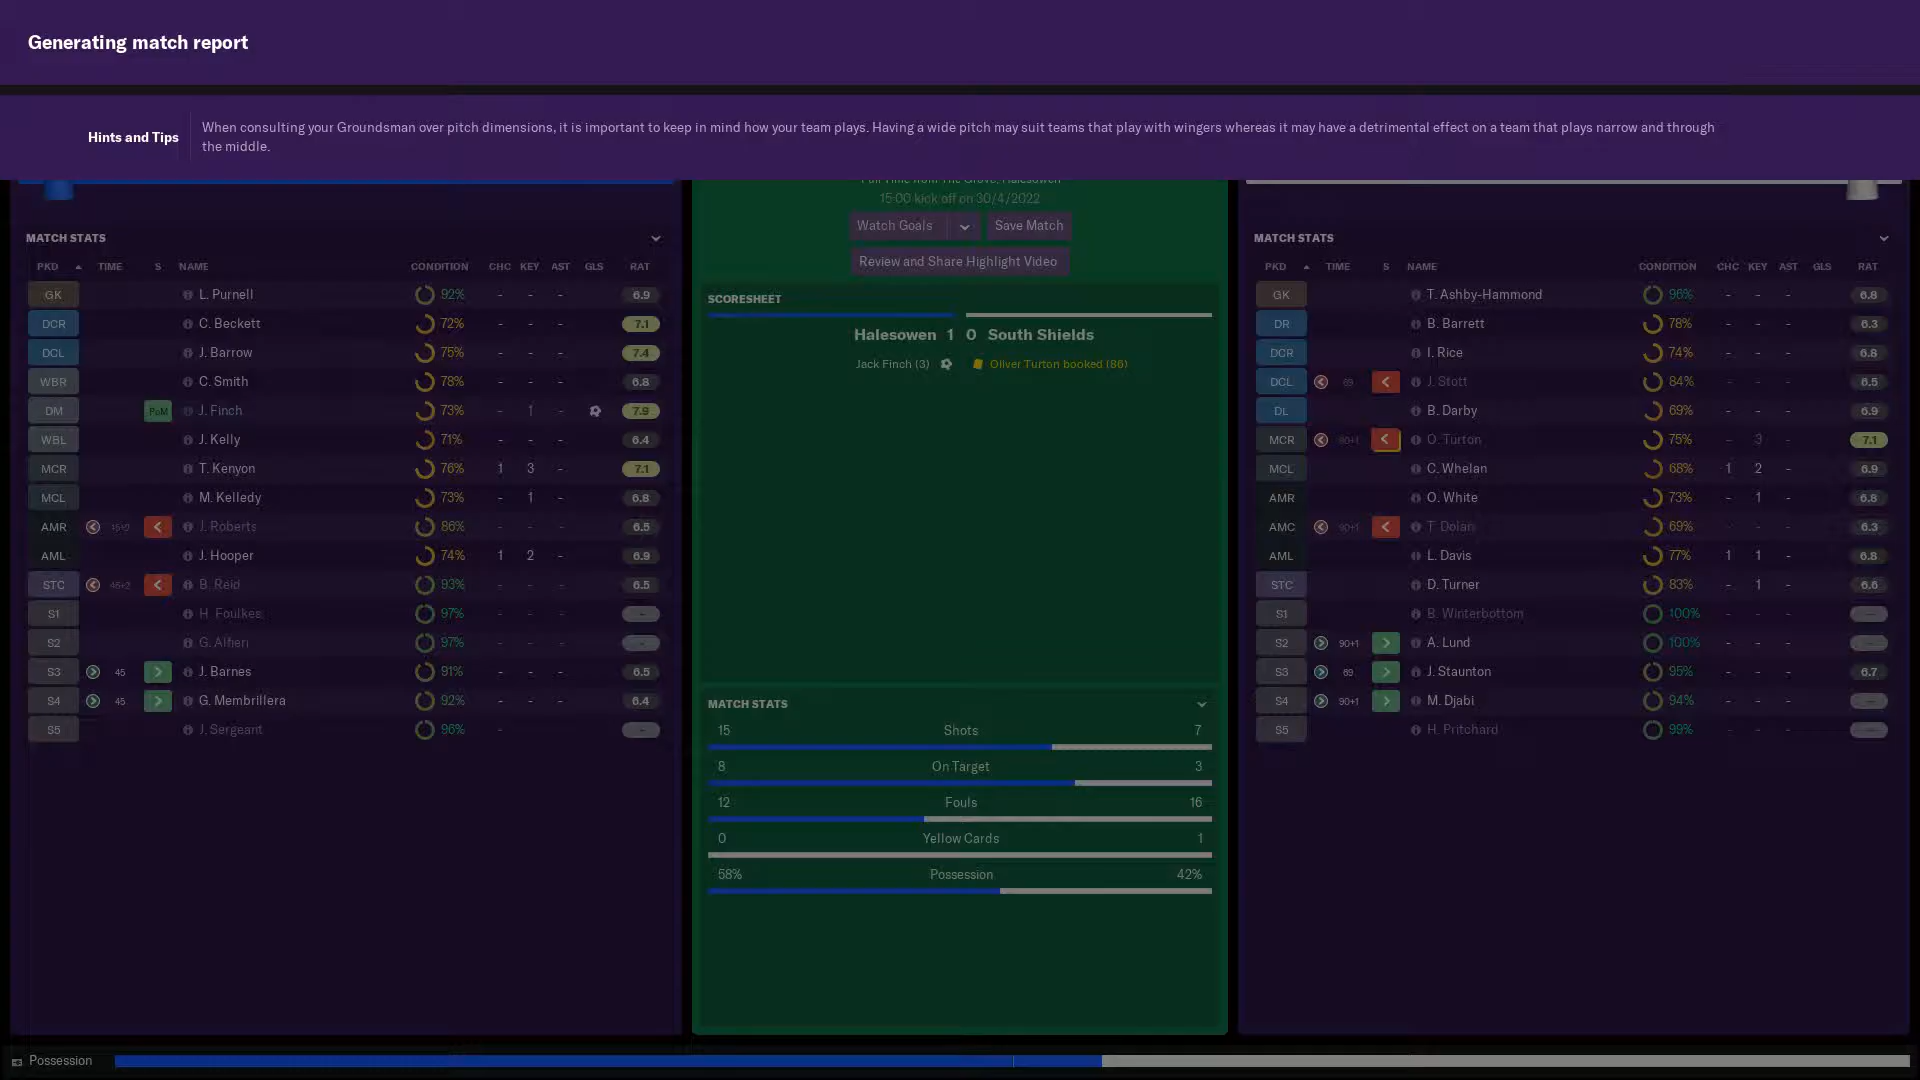 Generating match report
Hints and Tips
When consulting your Groundsman over pitch dimensions, it is important to keep in mind how your team plays. Having a wide pitch may suit teams that play with wingers whereas it may have a detrimental effect on a team that plays narrow and through
the middle.
MATCH STATS
PKD TIME S NAME CONDITION CHC KEY AST GLS RAT
GK L. Purnell 92% - - - 6.9
DCR C. Beckett 72% - - - 7.1
DCL J. Barrow 75% - - - 7.4
WBR C. Smith 78% - - - 6.8
DM PoM J. Finch 73% - 1 - 7.9
WBL J. Kelly 71% - - - 6.4
MCR T. Kenyon 76% 1 3 - 7.1
MCL M. Kelledy 73% - 1 - 6.8
AMR 45+2 J. Roberts 86% - - - 6.5
AML J. Hooper 74% 1 2 - 6.9
STC 45+2 B. Reid 93% - - - 6.5
S1 H. Foulkes 97% - - - -
S2 G. Alfieri 97% - - - -
S3 45 J. Barnes 91% - - - 6.5
S4 45 G. Membrillera 92% - - - 6.4
S5 J. Sergeant 96% - -
Full Time from The Grove, Halesowen
15:00 kick off on 30/4/2022
Watch Goals Save Match
Review and Share Highlight Video
SCORESHEET
Halesowen 1 0 South Shields
Jack Finch (3) Oliver Turton booked (86)
MATCH STATS
15 Shots 7
8 On Target 3
12 Fouls 16
0 Yellow Cards 1
58% Possession 42%
MATCH STATS
PKD TIME S NAME CONDITION CHC KEY AST GLS RAT
GK T. Ashby-Hammond 96% - - - 6.8
DR B. Barrett 78% - - - 6.3
DCR I. Rice 74% - - - 6.8
DCL 69 J. Stott 84% - - - 6.5
DL B. Darby 69% - - - 6.9
MCR 90+1 O. Turton 75% - 3 - 7.1
MCL C. Whelan 68% 1 2 - 6.9
AMR O. White 73% - 1 - 6.8
AMC 90+1 T. Dolan 69% - - - 6.3
AML L. Davis 77% 1 1 - 6.8
STC D. Turner 83% - 1 - 6.6
S1 B. Winterbottom 100% - - - -
S2 90+1 A. Lund 100% - - - -
S3 69 J. Staunton 95% - - - 6.7
S4 90+1 M. Djabi 94% - - - -
S5 H. Pritchard 99% - - - -
Possession